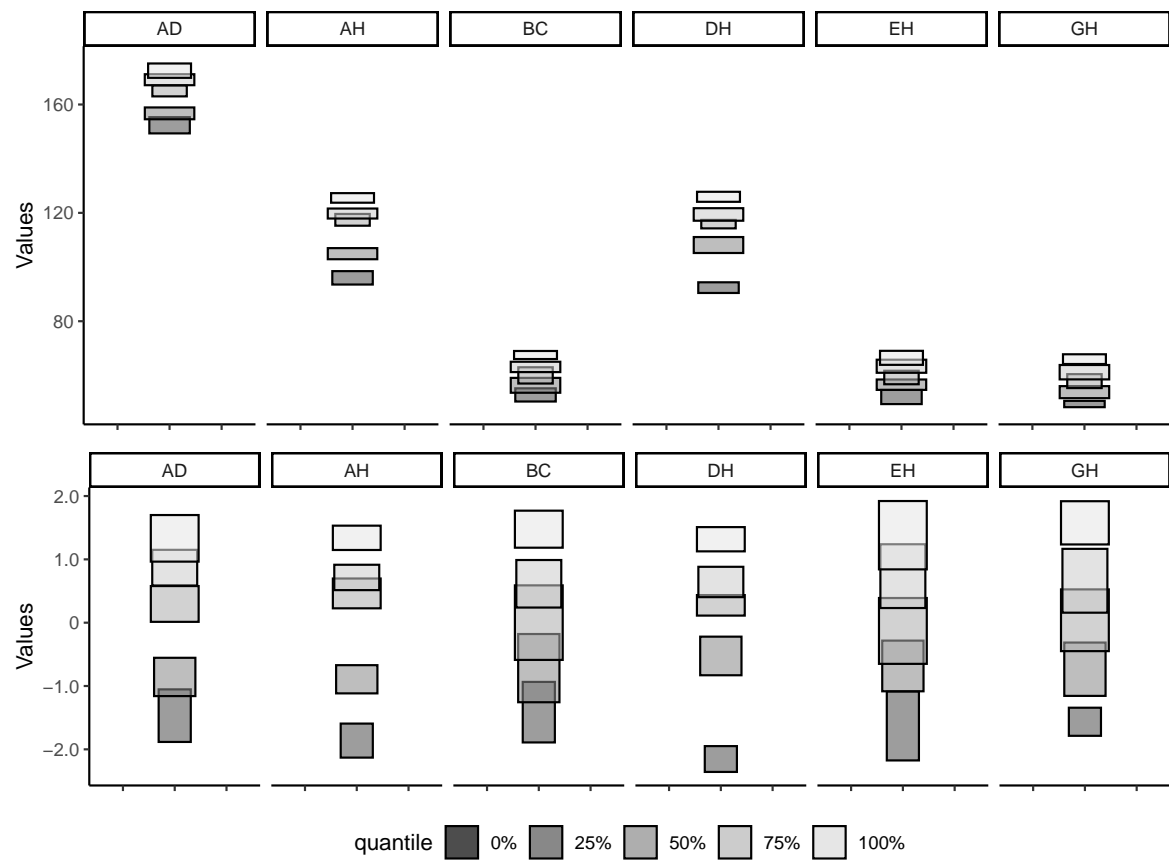 AD AH BC DH EH GH
160
120
80
Values
AD AH BC DH EH GH
2.0
1.0
0
−1.0
−2.0
Values
quantile 0% 25% 50% 75% 100%